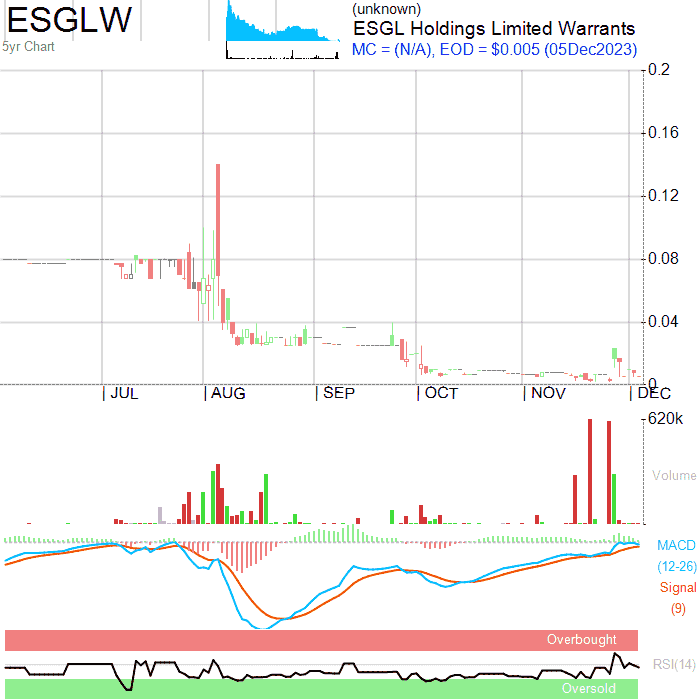 ESGLW
(unknown)
ESGL Holdings Limited Warrants
5yr Chart
MC = (N/A), EOD = $0.005 (05Dec2023)
0.2
0.16
0.12
0.08
0.04
0
JUL AUG SEP OCT NOV DEC
620k
Volume
MACD
(12-26)
Signal
(9)
Overbought
RSI(14)
Oversold